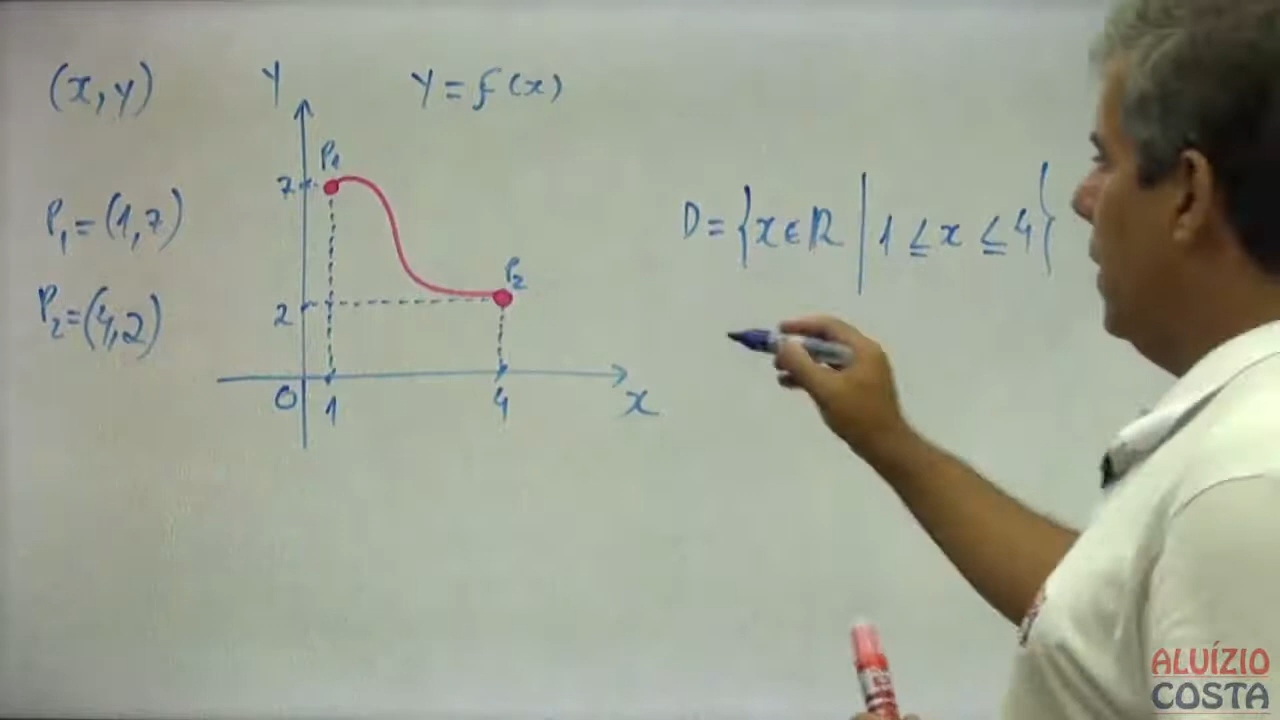 (x, y)
Y
Y = f(x)
P₁
7
P₁ = (1, 7)
D = {x ∈ ℝ | 1 ≤ x ≤ 4}
P₂
P₂ = (4, 2)
2
0
1
4
x
ALUÍZIO
COSTA